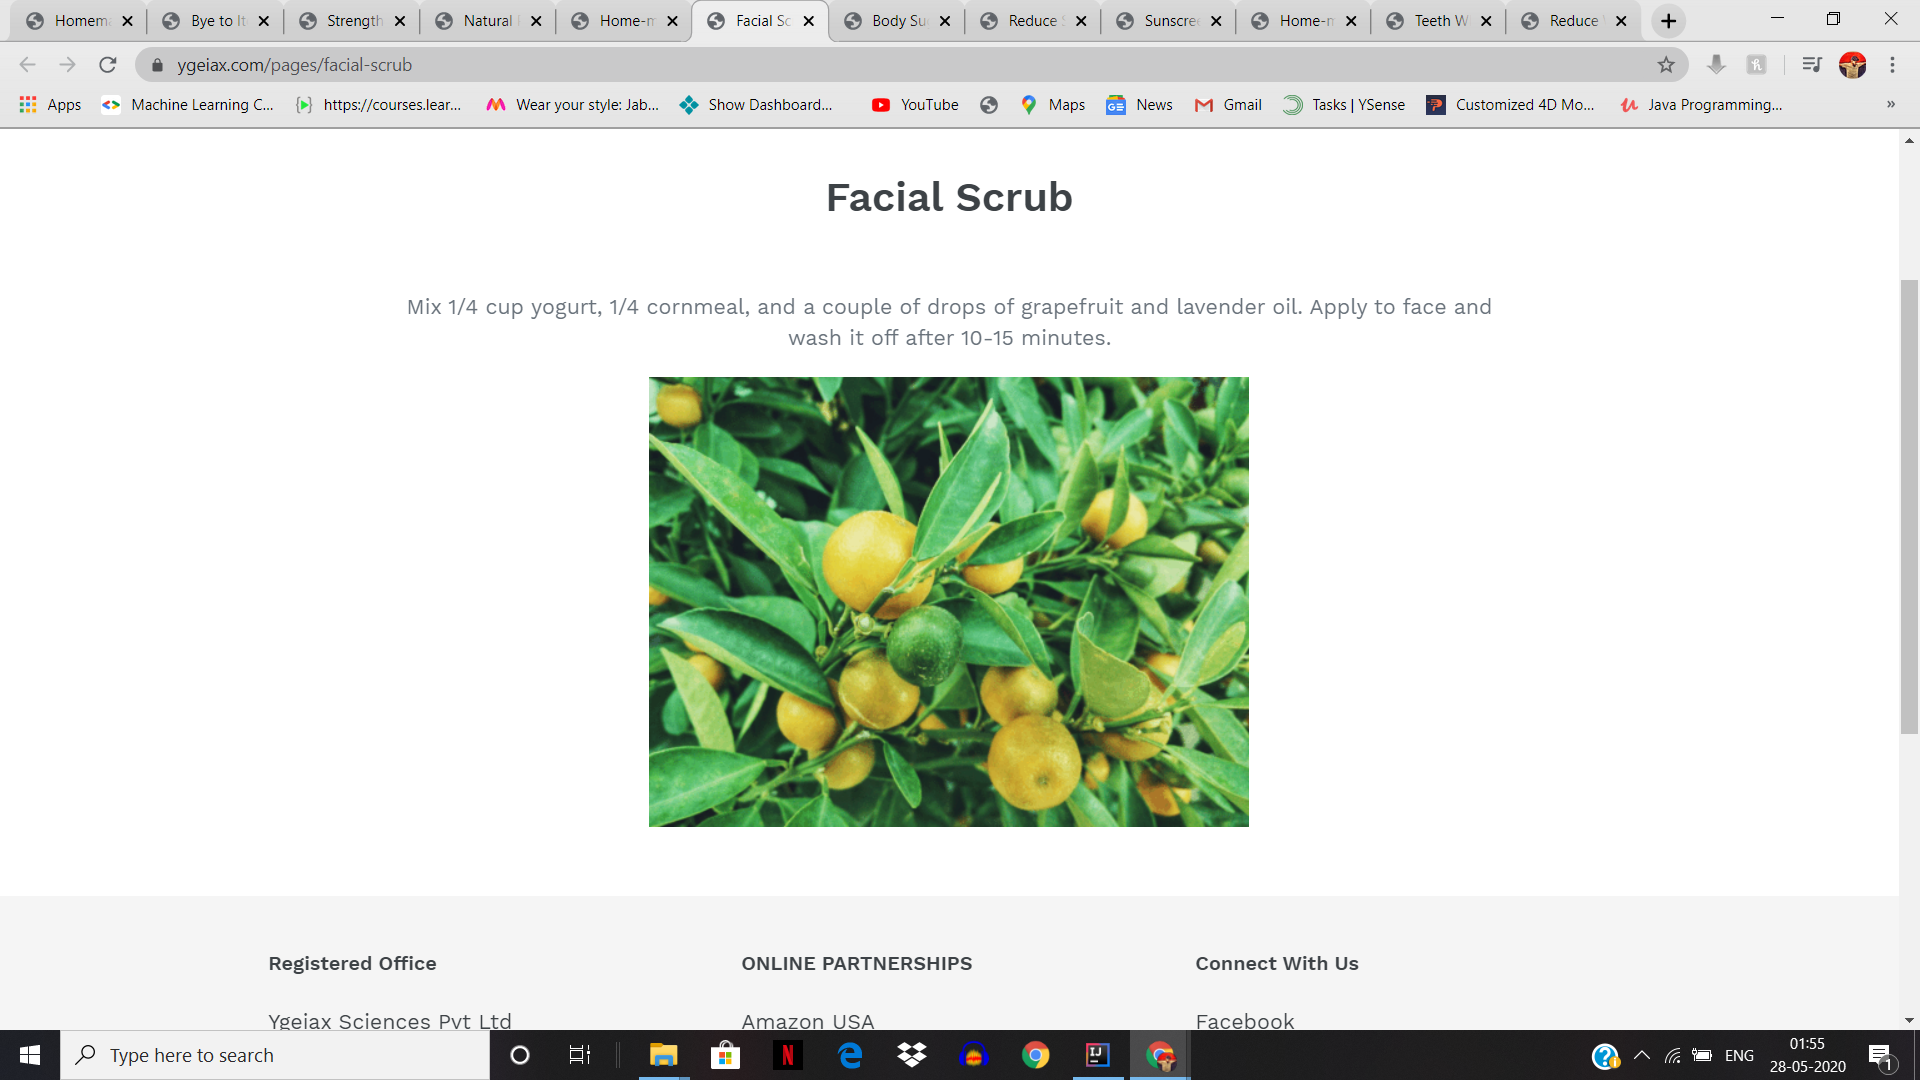 Homema
Bye to It
Strength
Natural
Home-m
Facial Sc
Body Su
Reduce S
Sunscree
Home-m
Teeth W
Reduce
ygeiax.com/pages/facial-scrub
Apps
Machine Learning C...
https://courses.lear...
Wear your style: Jab...
Show Dashboard...
YouTube
Maps
News
Gmail
Tasks | YSense
Customized 4D Mo...
Java Programming...
»
Facial Scrub
Mix 1/4 cup yogurt, 1/4 cornmeal, and a couple of drops of grapefruit and lavender oil. Apply to face and
wash it off after 10-15 minutes.
Registered Office
ONLINE PARTNERSHIPS
Connect With Us
Ygeiax Sciences Pvt Ltd
Amazon USA
Facebook
Type here to search
ENG
01:55
28-05-2020
1